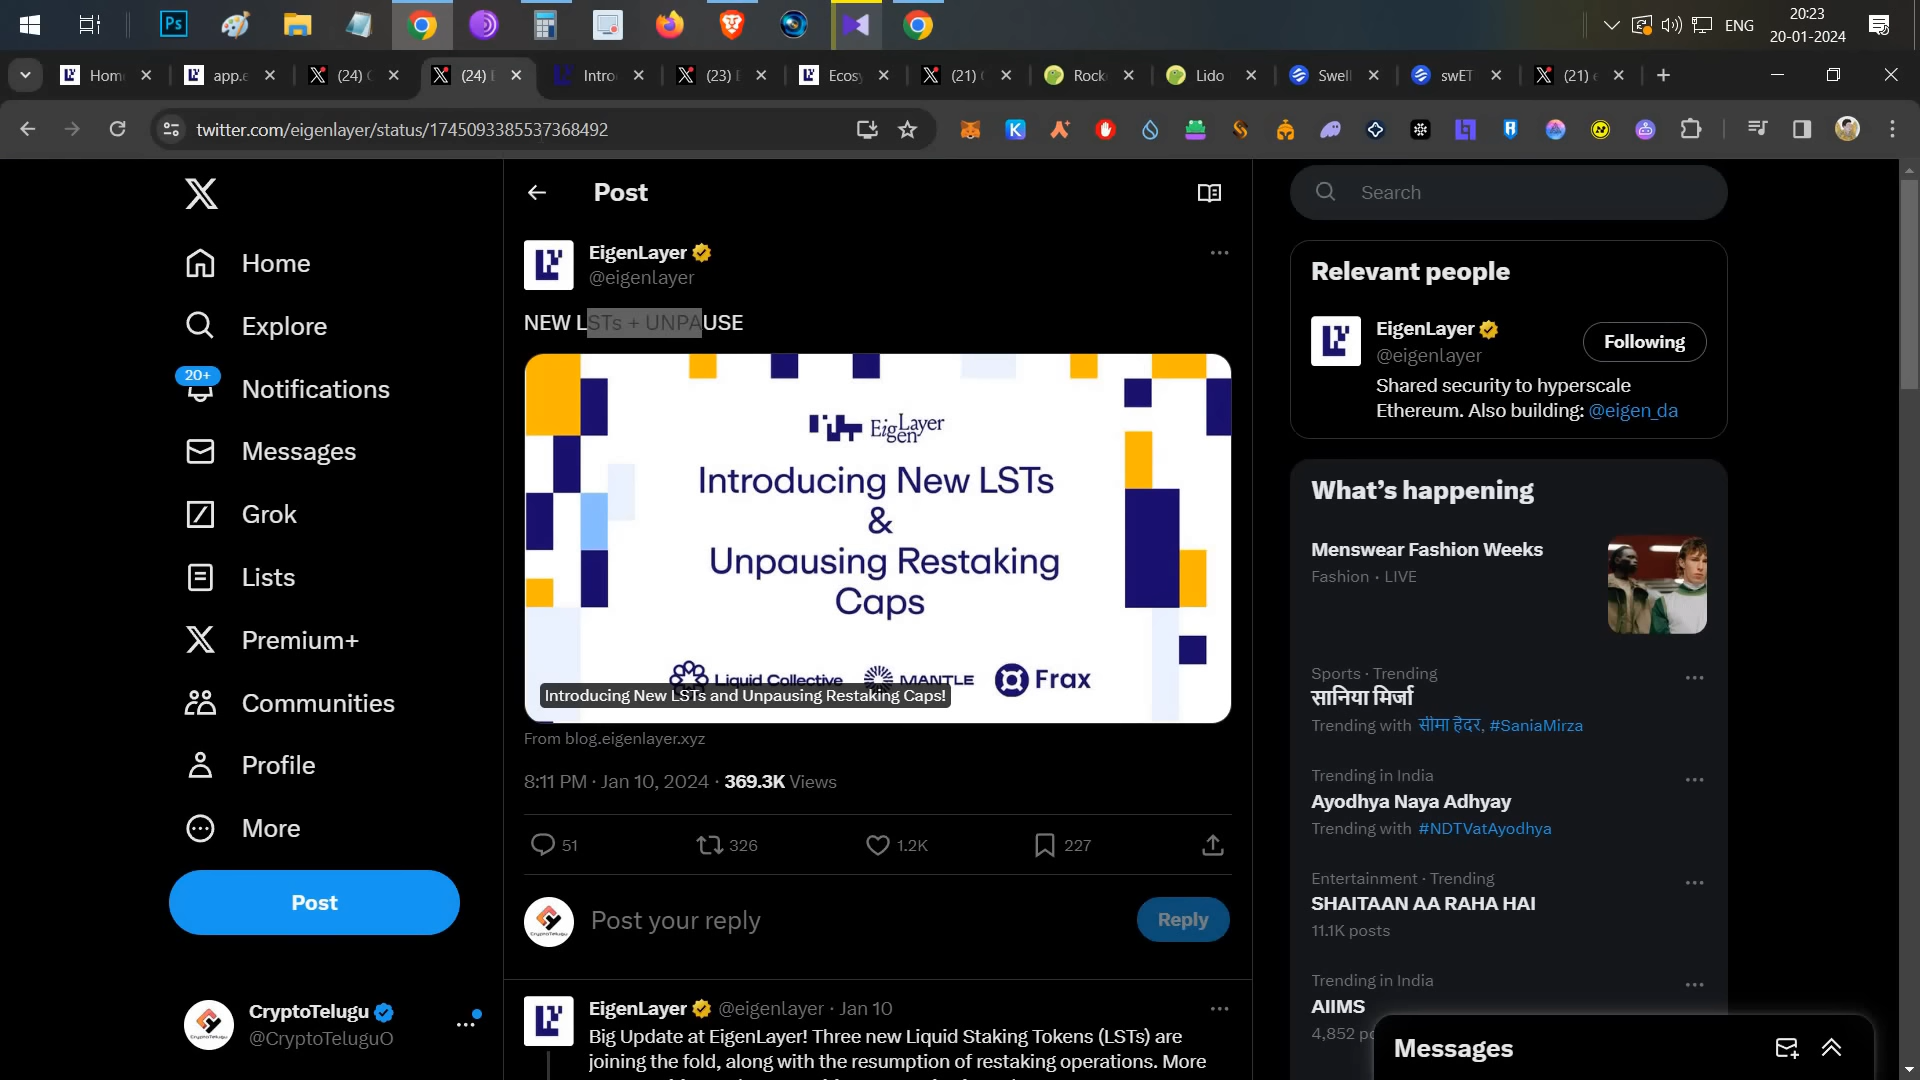 ENG
20:23
20-01-2024
Hom
app.e
(24)
(24)
Intro
(23)
Ecos
(21)
Rock
Lido
Swell
swET
(21)
twitter.com/eigenlayer/status/1745093385537368492
Post
Search
Home
Explore
20+
Notifications
Messages
Grok
Lists
Premium+
Communities
Profile
More
Post
CryptoTelugu
@CryptoTeluguO
EigenLayer
@eigenlayer
NEW LSTs + UNPAUSE
EigenLayer
Introducing New LSTs
&
Unpausing Restaking
Caps
Liquid Collective
MANTLE
Frax
Introducing New LSTs and Unpausing Restaking Caps!
From blog.eigenlayer.xyz
8:11 PM · Jan 10, 2024 · 369.3K Views
51
326
1.2K
227
Post your reply
Reply
EigenLayer @eigenlayer · Jan 10
Big Update at EigenLayer! Three new Liquid Staking Tokens (LSTs) are
joining the fold, along with the resumption of restaking operations. More
Relevant people
EigenLayer
@eigenlayer
Following
Shared security to hyperscale
Ethereum. Also building: @eigen_da
What's happening
Menswear Fashion Weeks
Fashion · LIVE
Sports · Trending
सानिया मिर्जा
Trending with सीमा हैदर, #SaniaMirza
Trending in India
Ayodhya Naya Adhyay
Trending with #NDTVatAyodhya
Entertainment · Trending
SHAITAAN AA RAHA HAI
11.1K posts
Trending in India
AIIMS
4,852 po
Messages